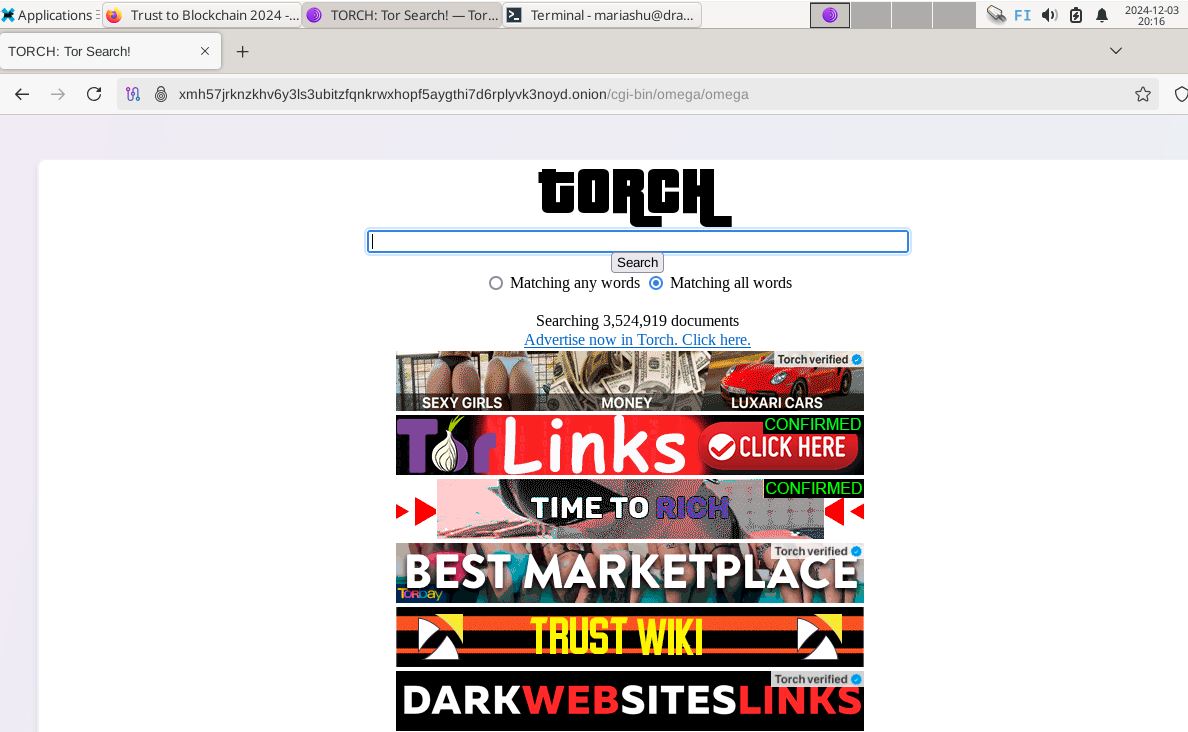 Applications
Trust to Blockchain 2024 -...
TORCH: Tor Search! — Tor...
Terminal - mariashu@dra...
FI
2024-12-03
20:16
TORCH: Tor Search!
xmh57jrknzkhv6y3ls3ubitzfqnkrwxhopf5aygthi7d6rplyvk3noyd.onion/cgi-bin/omega/omega
TORCH
Search
Matching any words Matching all words
Searching 3,524,919 documents
Advertise now in Torch. Click here.
Torch verified
SEXY GIRLS MONEY LUXARI CARS
CONFIRMED
TorLinks CLICK HERE
CONFIRMED
TIME TO RICH
Torch verified
BEST MARKETPLACE
TORDAY
TRUST WIKI
Torch verified
DARKWEBSITESLINKS